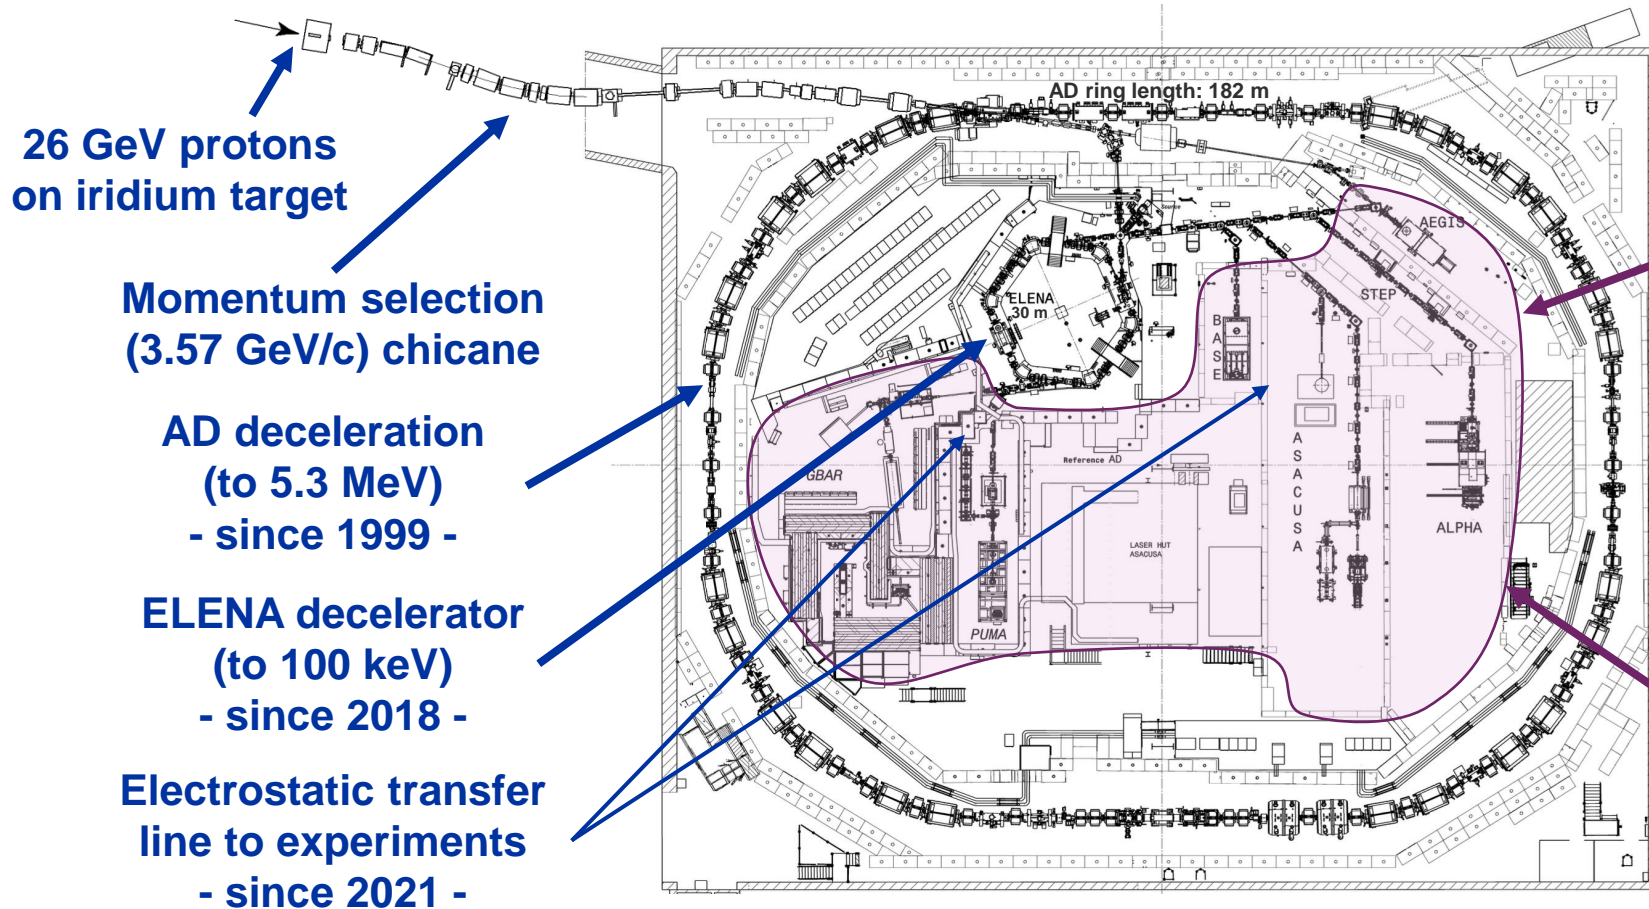 26 GeV protons
on iridium target
Momentum selection
(3.57 GeV/c) chicane
AD deceleration
(to 5.3 MeV)
- since 1999 -
ELENA decelerator
(to 100 keV)
- since 2018 -
Electrostatic transfer
line to experiments
- since 2021 -
AD ring length: 182 m
Source
AEGIS
STEP
ELENA
30 m
BASE
GBAR
Reference AD
ASACUSA
ALPHA
LASER HUT
ASACUSA
PUMA